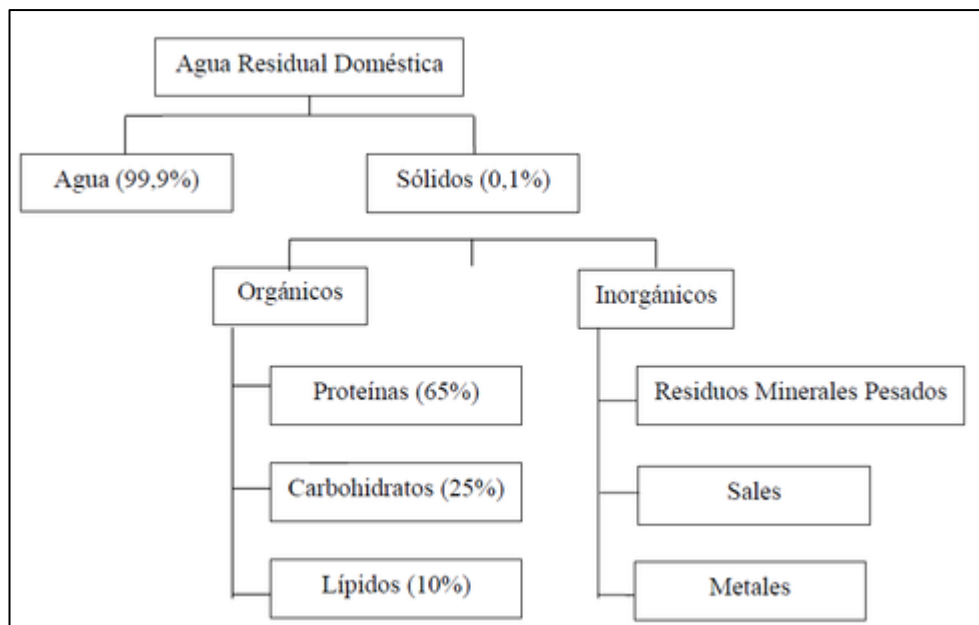 Agua Residual Doméstica
Agua (99,9%)
Sólidos (0,1%)
Orgánicos
Inorgánicos
Proteínas (65%)
Residuos Minerales Pesados
Carbohidratos (25%)
Sales
Lípidos (10%)
Metales